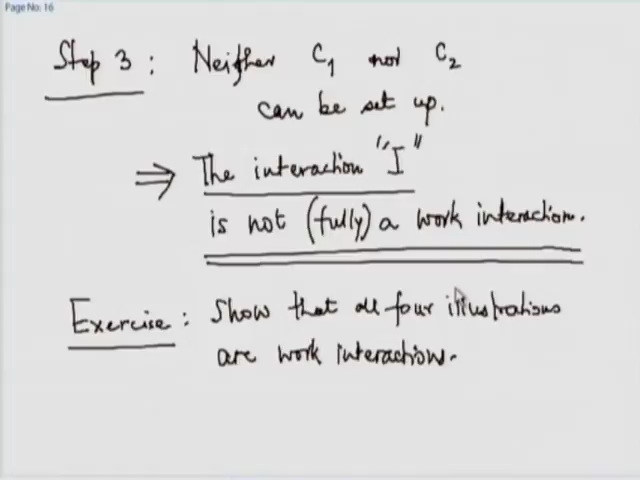 Page No: 16
Step 3 : Neither C1 nor C2
can be set up.
⇒ The interaction "I"
is not (fully) a work interaction.
Exercise : Show that all four illustrations
are work interactions.